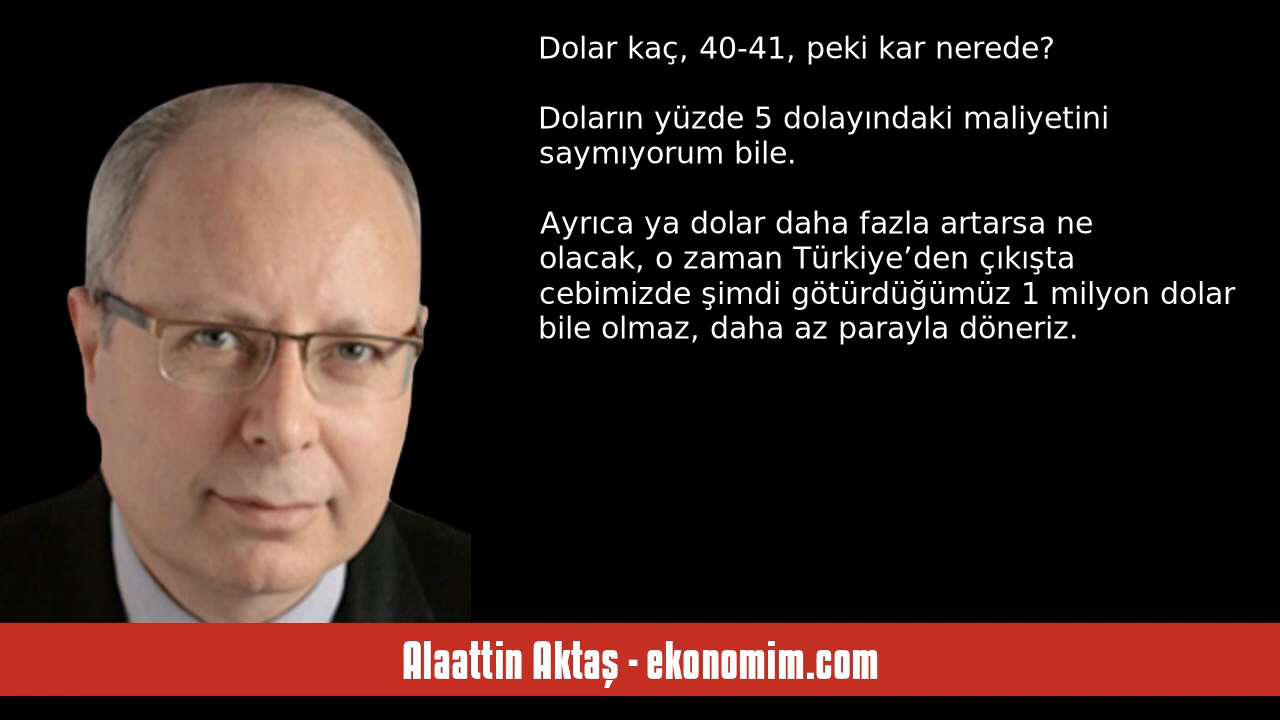 Dolar kaç, 40-41, peki kar nerede?
Doların yüzde 5 dolayındaki maliyetini
saymıyorum bile.
Ayrıca ya dolar daha fazla artarsa ne
olacak, o zaman Türkiye’den çıkışta
cebimizde şimdi götürdüğümüz 1 milyon dolar
bile olmaz, daha az parayla döneriz.
Alaattin Aktaş - ekonomim.com